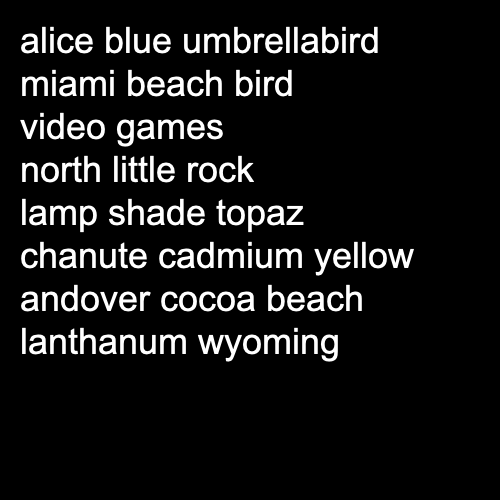 alice blue umbrellabird
miami beach bird
video games
north little rock
lamp shade topaz
chanute cadmium yellow
andover cocoa beach
lanthanum wyoming